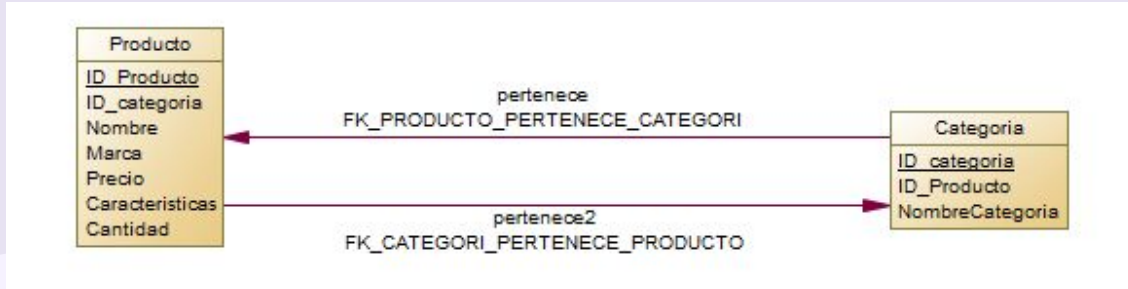 Producto
ID_Producto
ID_categoria
Nombre
Marca
Precio
Caracteristicas
Cantidad
pertenece
FK_PRODUCTO_PERTENECE_CATEGORI
pertenece2
FK_CATEGORI_PERTENECE_PRODUCTO
Categoria
ID_categoria
ID_Producto
NombreCategoria